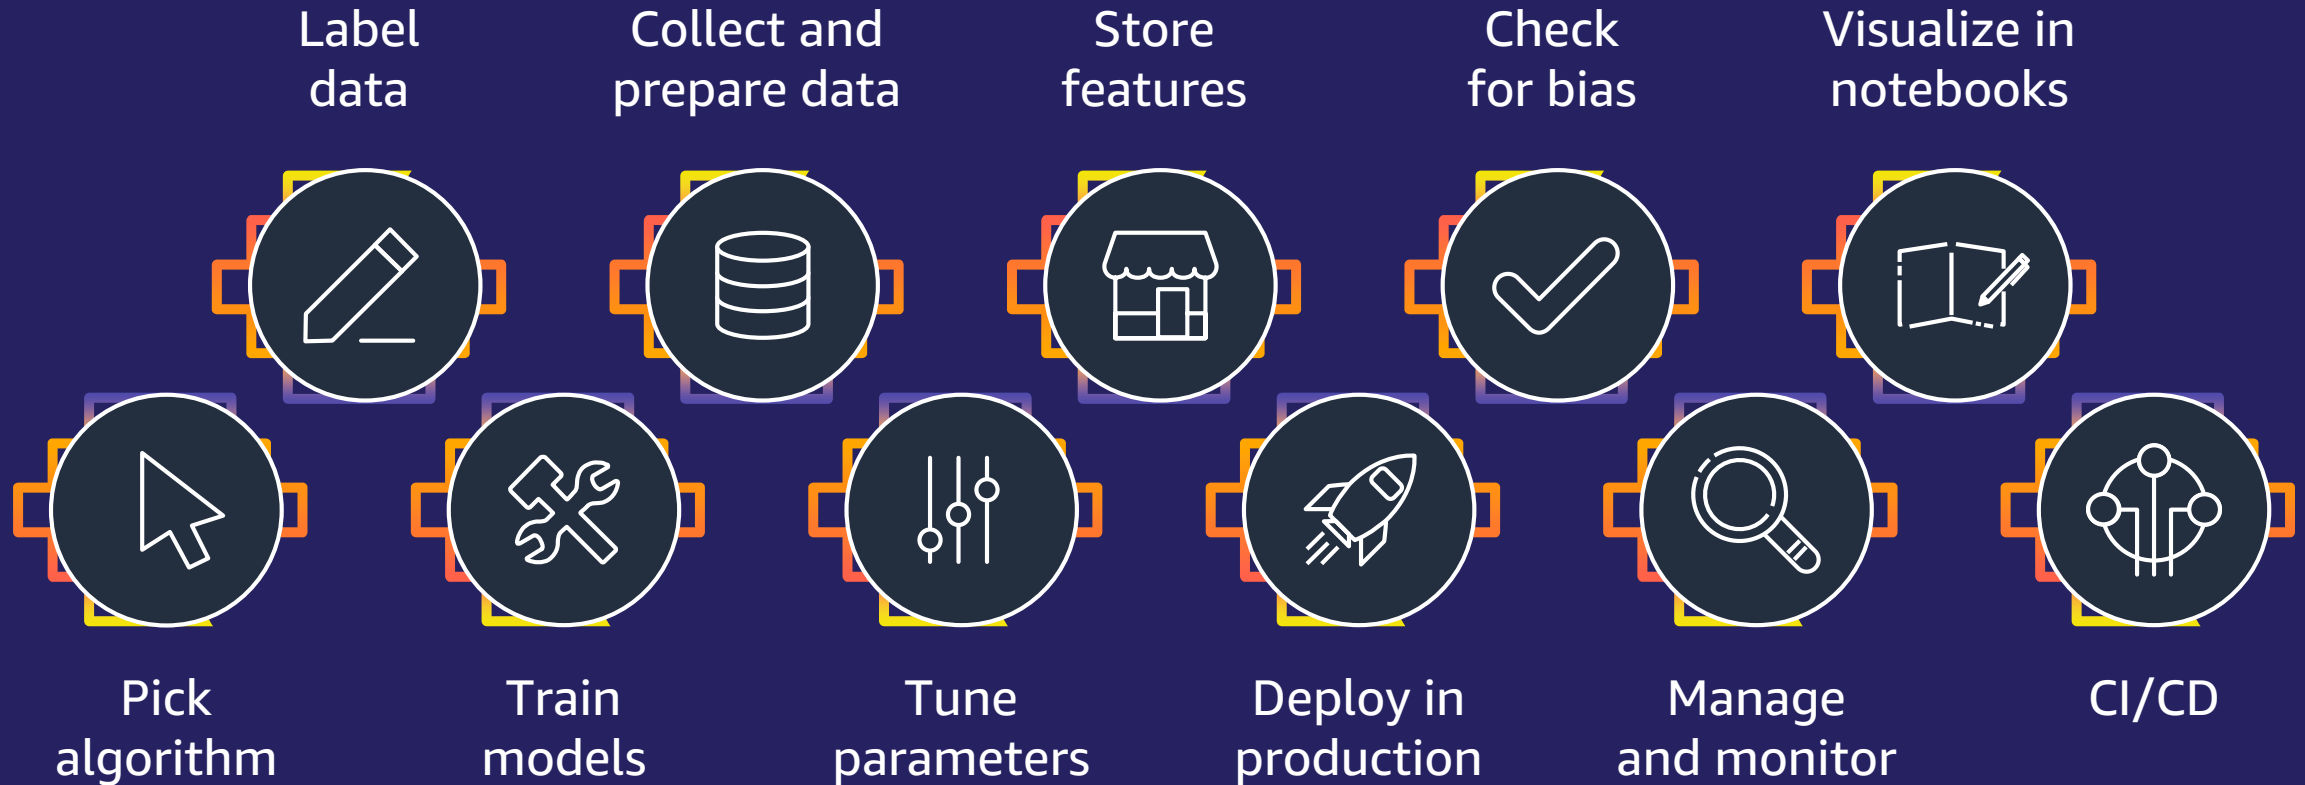 Label
data
Collect and
prepare data
Store
features
Check
for bias
Visualize in
notebooks
Pick
algorithm
Train
models
Tune
parameters
Deploy in
production
Manage
and monitor
CI/CD